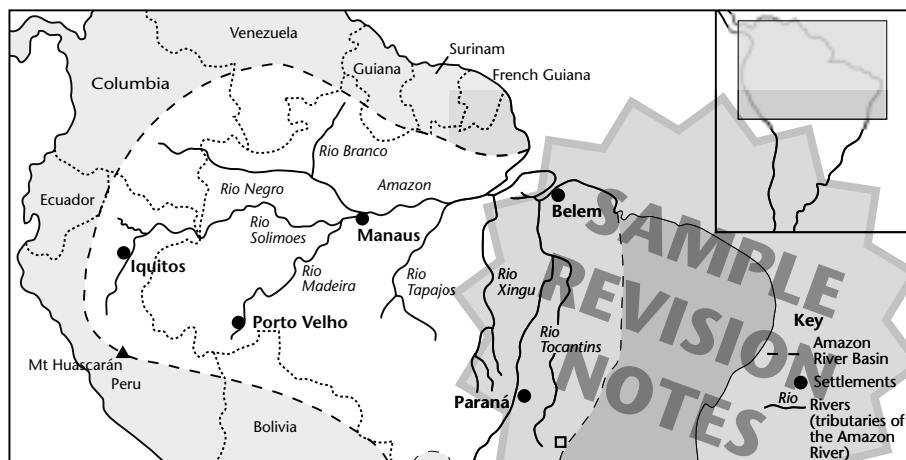 Venezuela
Surinam
Guiana
French Guiana
Columbia
Rio Branco
Ecuador
Rio Negro
Amazon
Rio
Solimoes
Manaus
Belem
Iquitos
Rio
Madeira
Rio
Tapajos
Rio
Xingu
Rio
Tocantins
Porto Velho
Mt Huascarán
Peru
Paraná
Bolivia
SAMPLE
REVISION
NOTES
Key
Amazon
River Basin
Settlements
Rio
Rivers
(tributaries of
the Amazon
River)